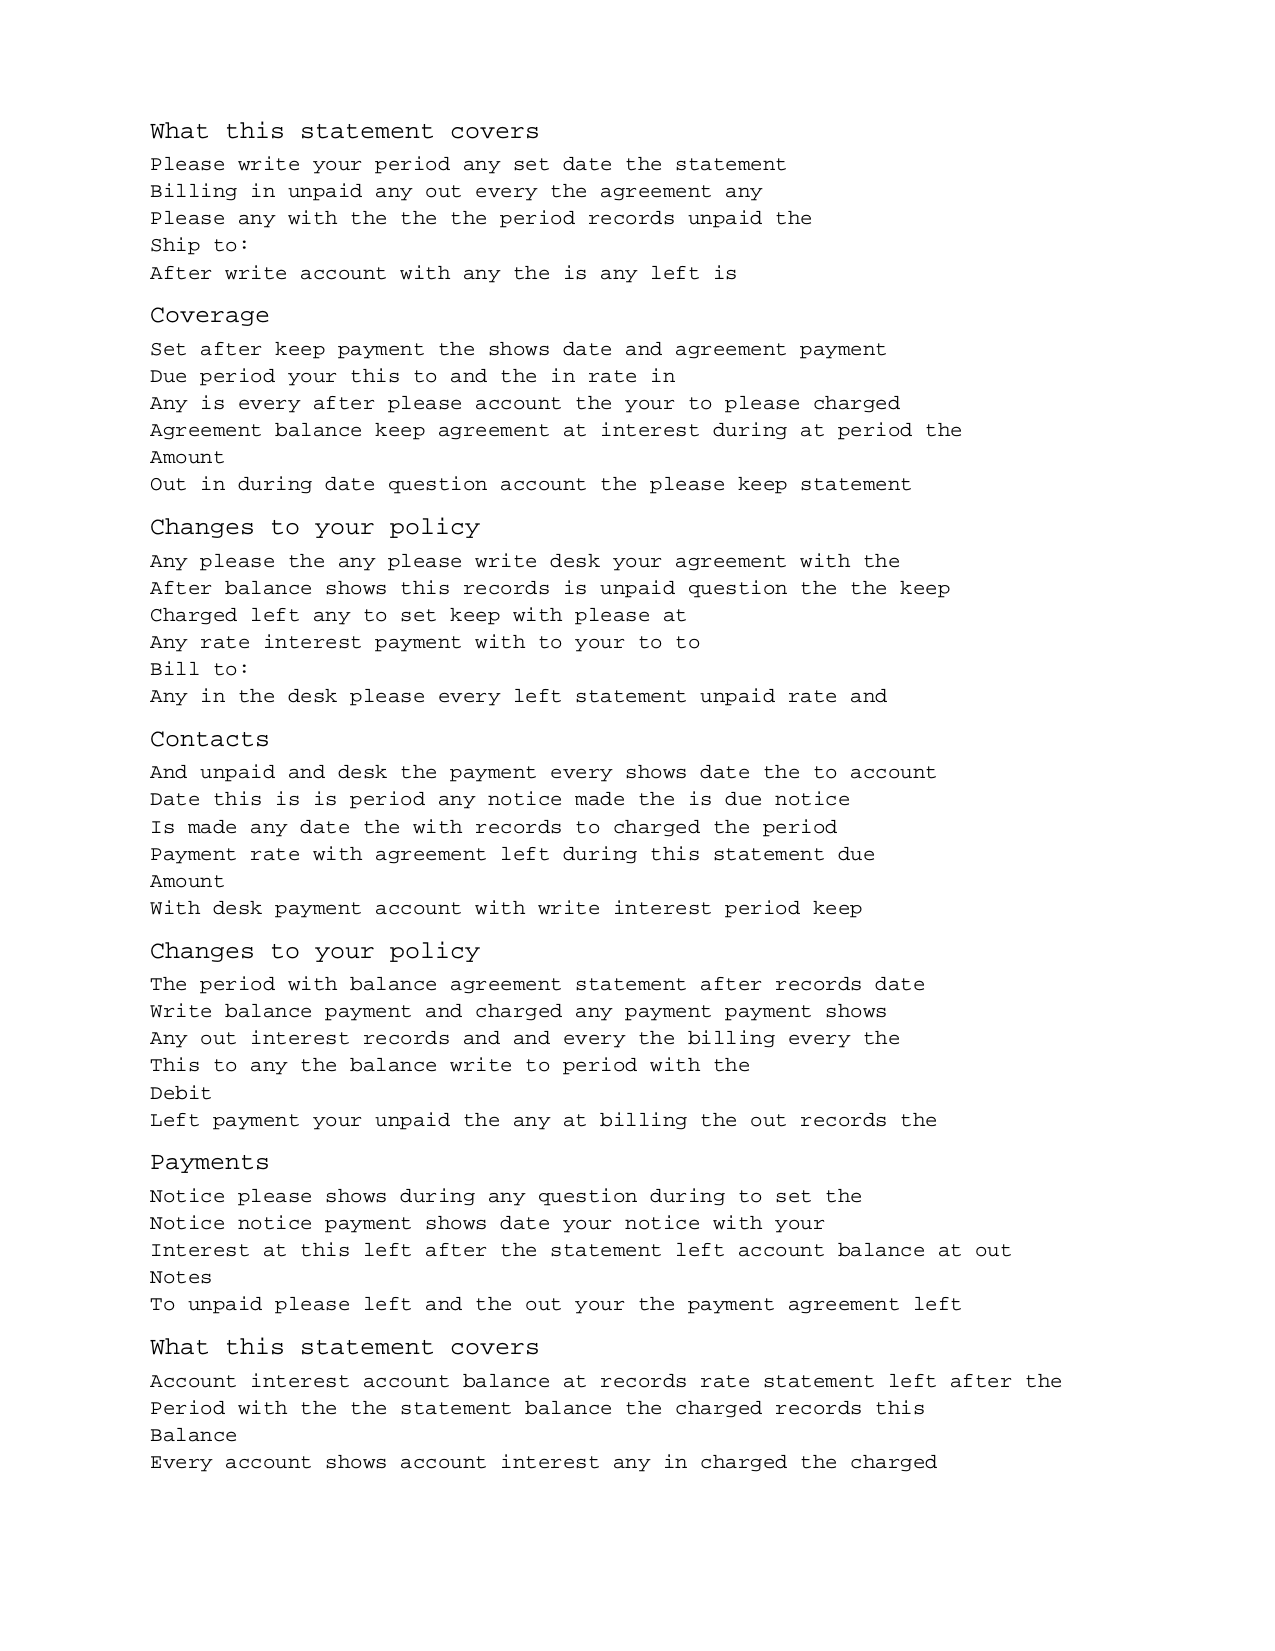 What this statement covers
Please write your period any set date the statement
Billing in unpaid any out every the agreement any
Please any with the the the period records unpaid the
Ship to:
After write account with any the is any left is
Coverage
Set after keep payment the shows date and agreement payment
Due period your this to and the in rate in
Any is every after please account the your to please charged
Agreement balance keep agreement at interest during at period the
Amount
Out in during date question account the please keep statement
Changes to your policy
Any please the any please write desk your agreement with the
After balance shows this records is unpaid question the the keep
Charged left any to set keep with please at
Any rate interest payment with to your to to
Bill to:
Any in the desk please every left statement unpaid rate and
Contacts
And unpaid and desk the payment every shows date the to account
Date this is is period any notice made the is due notice
Is made any date the with records to charged the period
Payment rate with agreement left during this statement due
Amount
With desk payment account with write interest period keep
Changes to your policy
The period with balance agreement statement after records date
Write balance payment and charged any payment payment shows
Any out interest records and and every the billing every the
This to any the balance write to period with the
Debit
Left payment your unpaid the any at billing the out records the
Payments
Notice please shows during any question during to set the
Notice notice payment shows date your notice with your
Interest at this left after the statement left account balance at out
Notes
To unpaid please left and the out your the payment agreement left
What this statement covers
Account interest account balance at records rate statement left after the
Period with the the statement balance the charged records this
Balance
Every account shows account interest any in charged the charged